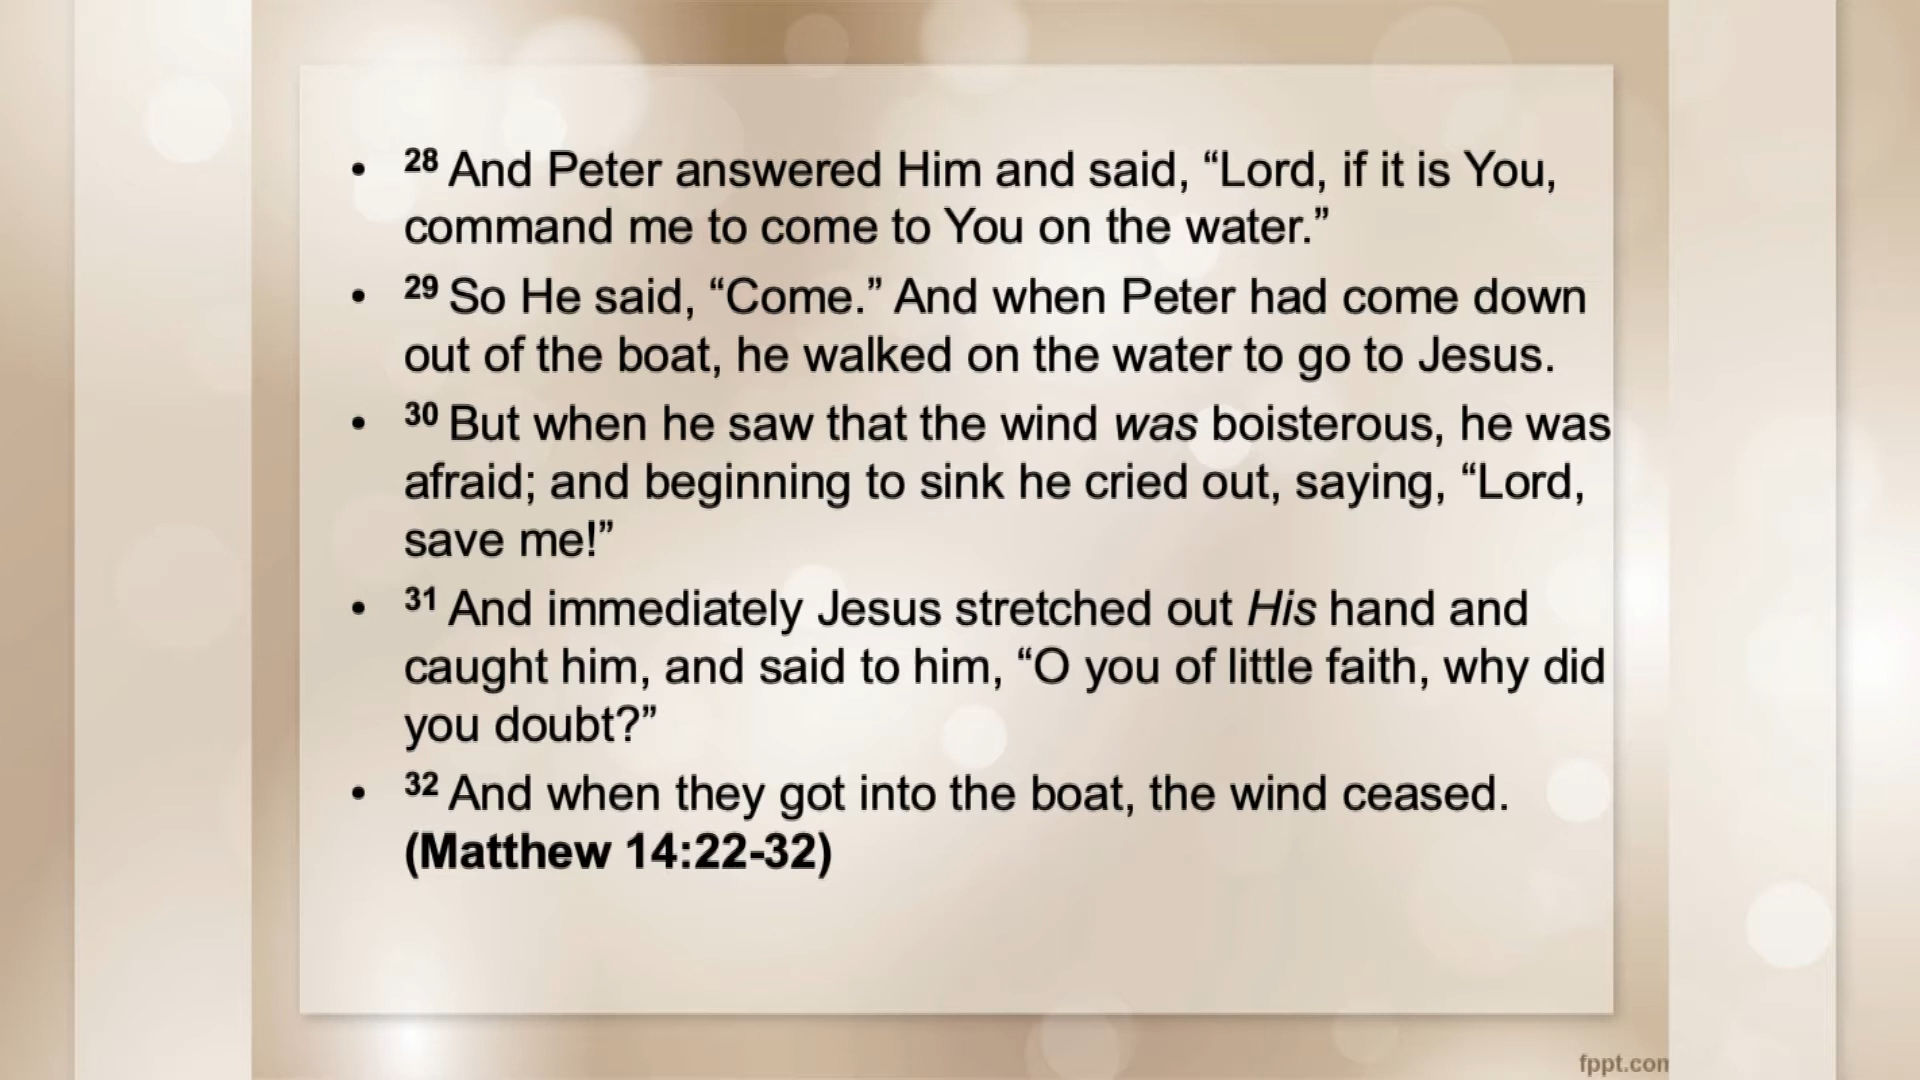 • 28 And Peter answered Him and said, “Lord, if it is You,
command me to come to You on the water.”
• 29 So He said, “Come.” And when Peter had come down
out of the boat, he walked on the water to go to Jesus.
• 30 But when he saw that the wind was boisterous, he was
afraid; and beginning to sink he cried out, saying, “Lord,
save me!”
• 31 And immediately Jesus stretched out His hand and
caught him, and said to him, “O you of little faith, why did
you doubt?”
• 32 And when they got into the boat, the wind ceased.
(Matthew 14:22-32)
fppt.com